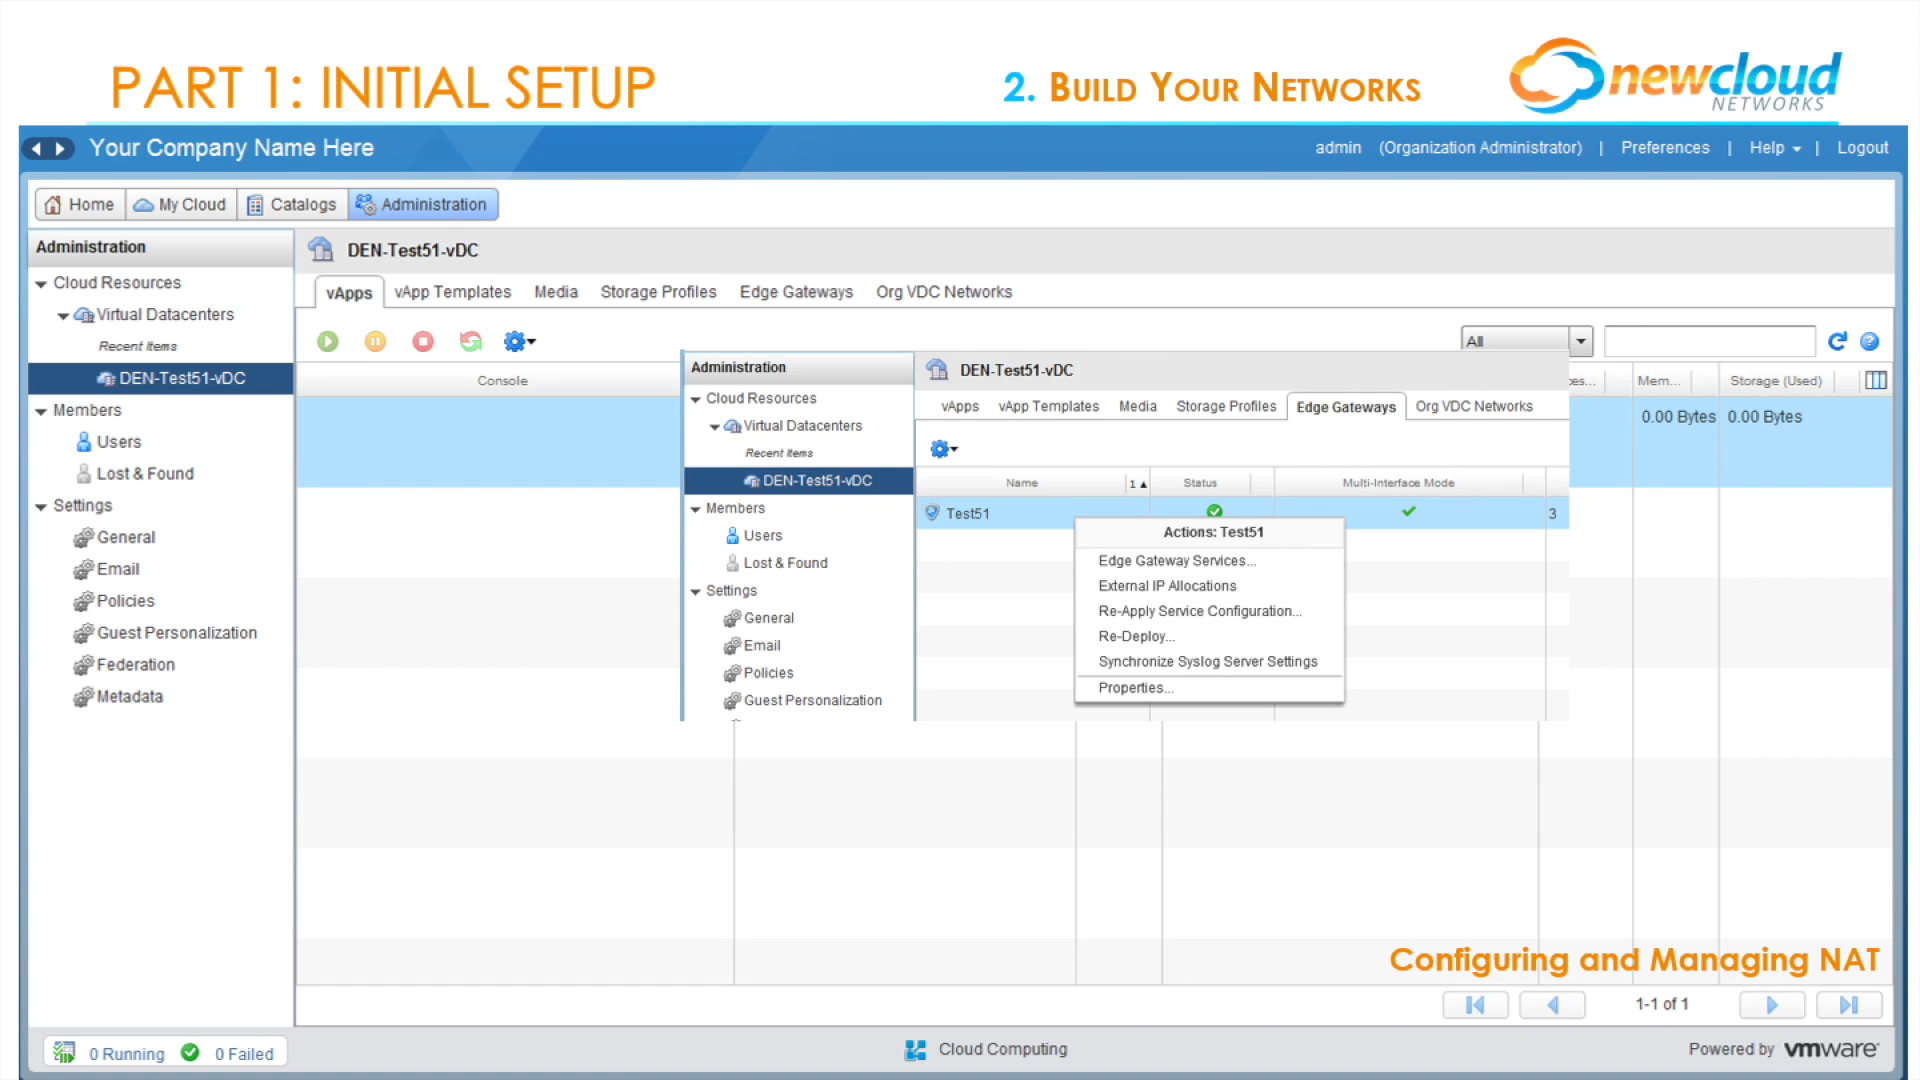 PART 1: INITIAL SETUP
2. BUILD YOUR NETWORKS
newcloud
NETWORKS
Your Company Name Here
admin (Organization Administrator) | Preferences | Help | Logout
Home
My Cloud
Catalogs
Administration
Administration
Cloud Resources
Virtual Datacenters
Recent Items
DEN-Test51-vDC
Members
Users
Lost & Found
Settings
General
Email
Policies
Guest Personalization
Federation
Metadata
DEN-Test51-vDC
vApps
vApp Templates
Media
Storage Profiles
Edge Gateways
Org VDC Networks
All
Console
Mem...
Storage (Used)
0.00 Bytes
0.00 Bytes
Administration
Cloud Resources
Virtual Datacenters
Recent Items
DEN-Test51-vDC
Members
Users
Lost & Found
Settings
General
Email
Policies
Guest Personalization
DEN-Test51-vDC
vApps
vApp Templates
Media
Storage Profiles
Edge Gateways
Org VDC Networks
Name
1
Status
Multi-Interface Mode
Test51
3
Actions: Test51
Edge Gateway Services...
External IP Allocations
Re-Apply Service Configuration...
Re-Deploy...
Synchronize Syslog Server Settings
Properties...
Configuring and Managing NAT
1-1 of 1
0 Running
0 Failed
Cloud Computing
Powered by vmware